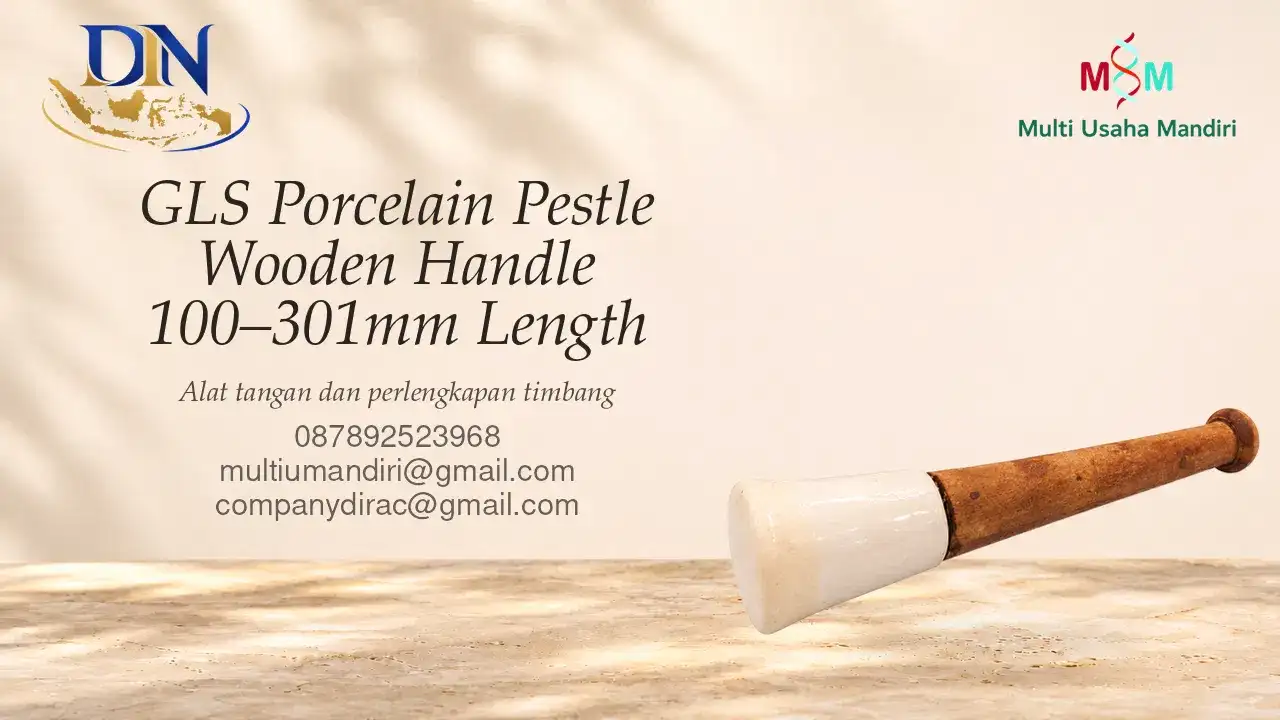 DIN
MSM
Multi Usaha Mandiri
GLS Porcelain Pestle
Wooden Handle
100–301mm Length
Alat tangan dan perlengkapan timbang
087892523968
multiumandiri@gmail.com
companydirac@gmail.com